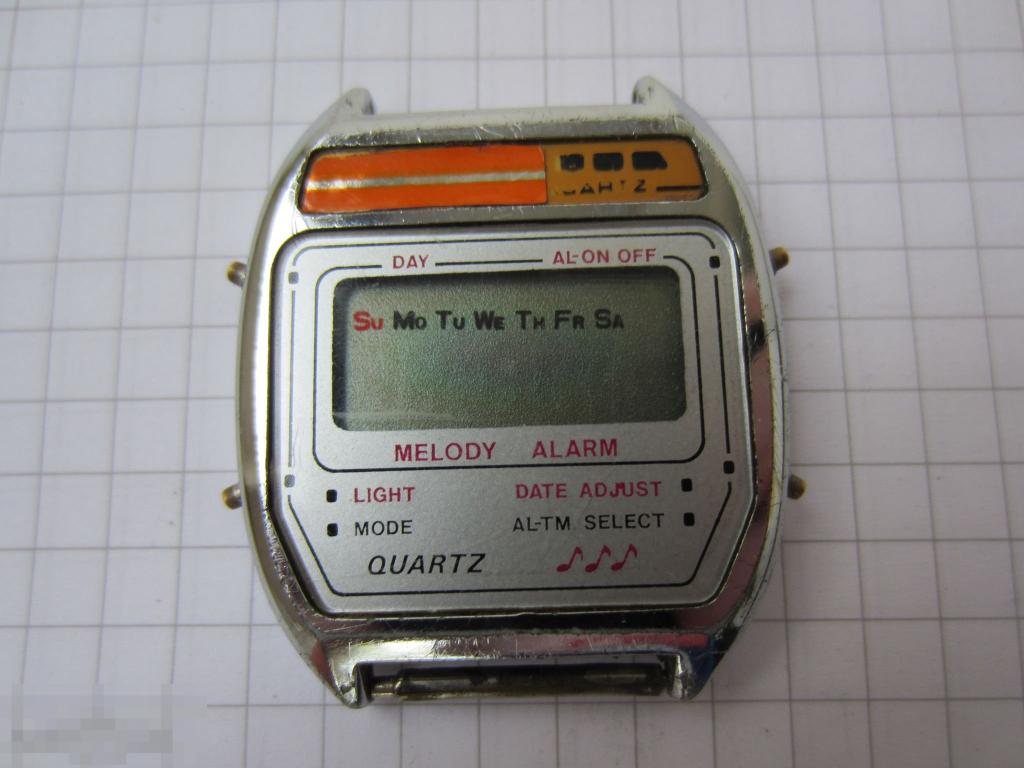 DAY AL-ON OFF
SU MO TU WE TH FR SA
MELODY ALARM
LIGHT DATE ADJUST
MODE AL-TM SELECT
QUARTZ